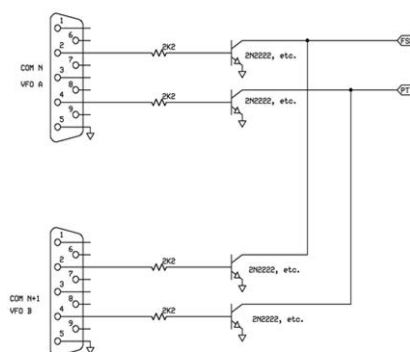 1
6
2
7
3
8
4
9
5
COM N
VFO A
2K2
2N2222, etc.
2K2
2N2222, etc.
FS
PT
1
6
2
7
3
8
4
9
5
COM N+1
VFO B
2K2
2N2222, etc.
2K2
2N2222, etc.